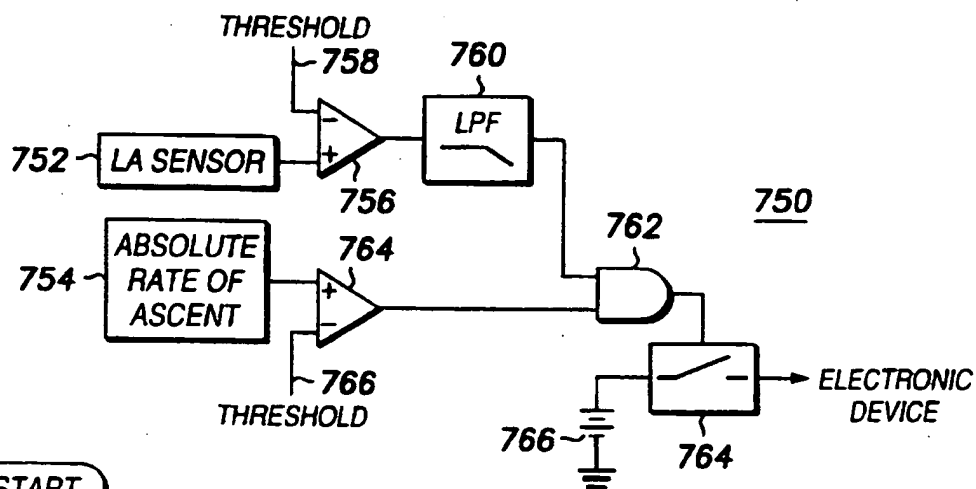 THRESHOLD
758
760
LPF
752
LA SENSOR
756
750
762
764
754
ABSOLUTE
RATE OF
ASCENT
766
THRESHOLD
ELECTRONIC
DEVICE
766
764
START